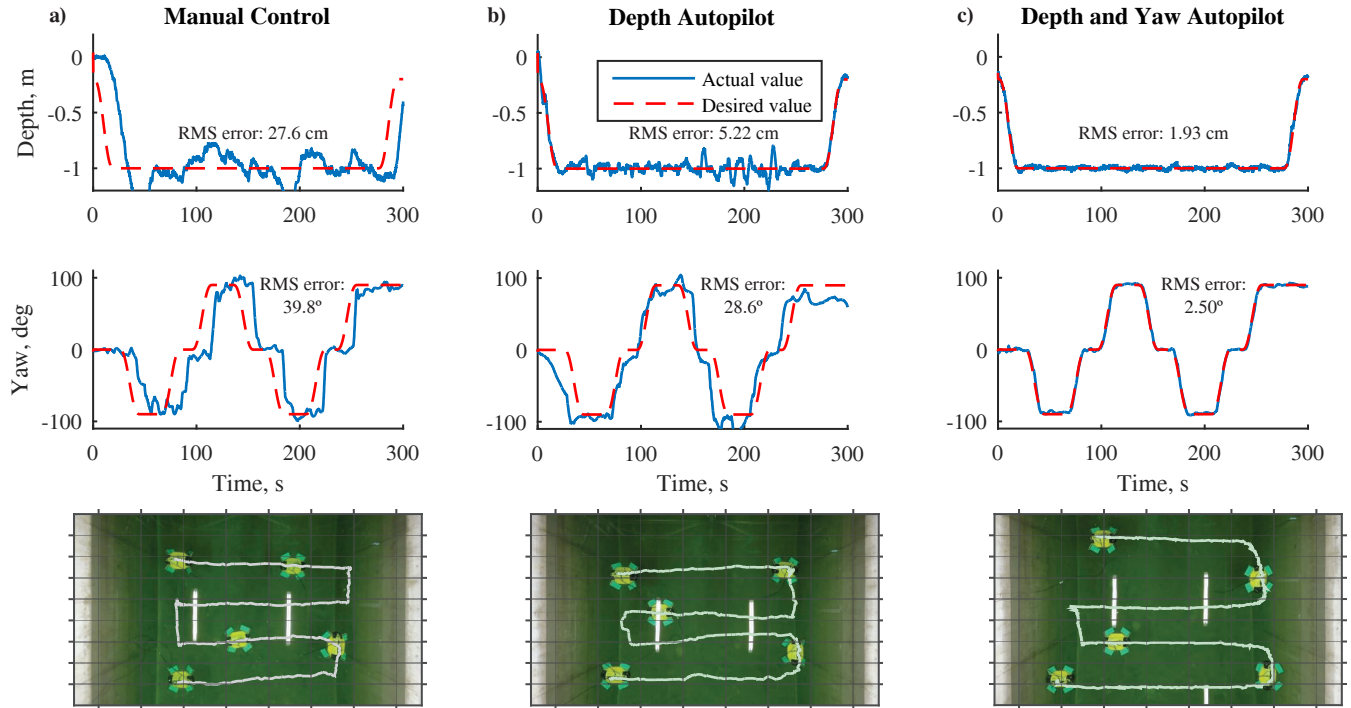 a) Manual Control
b) Depth Autopilot
c) Depth and Yaw Autopilot
Depth, m
0
-0.5
-1
RMS error: 27.6 cm
0 100 200 300
0
-0.5
-1
Actual value
Desired value
RMS error: 5.22 cm
0 100 200 300
0
-0.5
-1
RMS error: 1.93 cm
0 100 200 300
Yaw, deg
100
0
-100
RMS error:
39.8º
0 100 200 300
Time, s
100
0
-100
RMS error:
28.6º
0 100 200 300
Time, s
100
0
-100
RMS error:
2.50º
0 100 200 300
Time, s